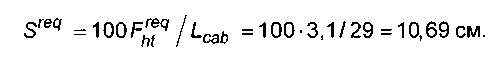 S^req = 100 F_ht^req / L_cab = 100 · 3,1 / 29 = 10,69 см.